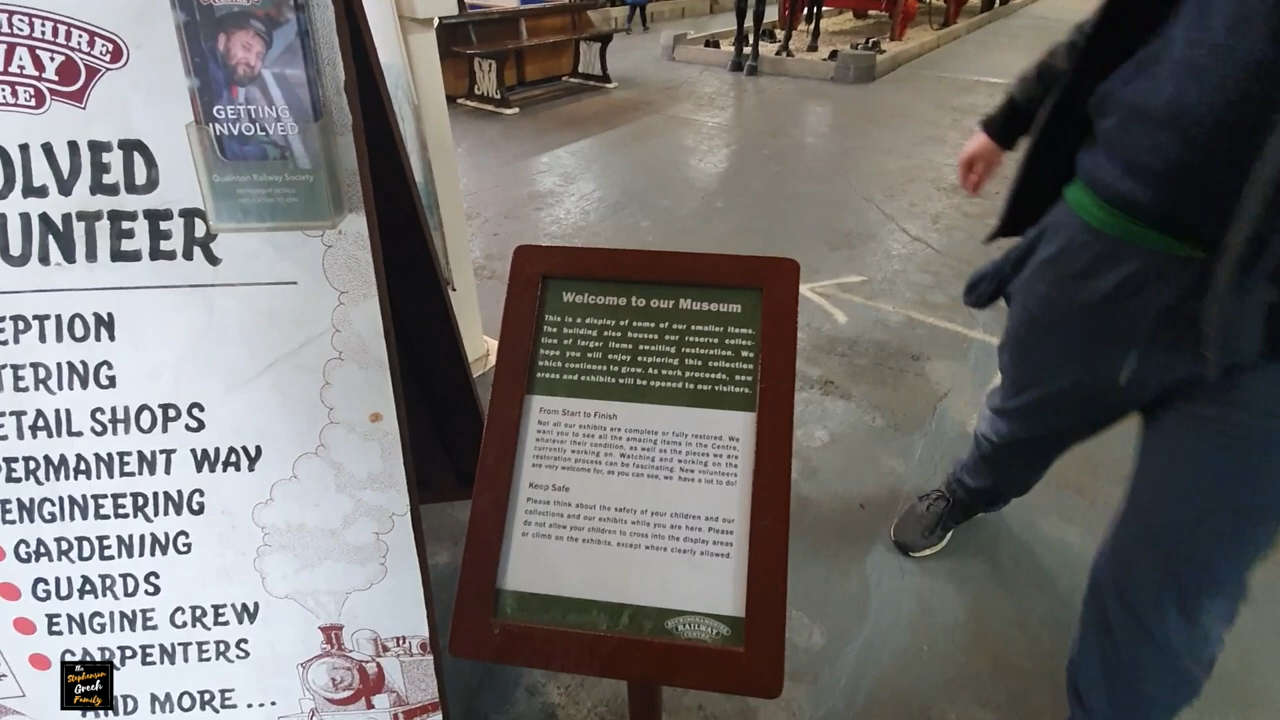 MSHIRE
WAY
RE
OLVED
UNTEER
EPTION
TERING
ETAIL SHOPS
PERMANENT WAY
ENGINEERING
GARDENING
GUARDS
ENGINE CREW
CARPENTERS
AND MORE ...
GETTING
INVOLVED
Quainton Railway Society
Welcome to our Museum
This is a display of some of our smaller items.
The building also houses our reserve collec-
tion of larger items awaiting restoration. We
hope you will enjoy exploring this collection
which continues to grow. As work proceeds, new
areas and exhibits will be opened to our visitors.
From Start to Finish
Not all our exhibits are complete or fully restored. We
want you to see all the amazing items in the Centre,
whatever their condition, as well as the pieces we are
currently working on. Watching and working on the
restoration process can be fascinating. New volunteers
are very welcome for, as you can see, we have a lot to do!
Keep Safe
Please think about the safety of your children and our
collections and our exhibits while you are here. Please
do not allow your children to cross into the display areas
or climb on the exhibits, except where clearly allowed.
BUCKINGHAMSHIRE
RAILWAY
CENTRE
The
Stephenson
Greek
Family